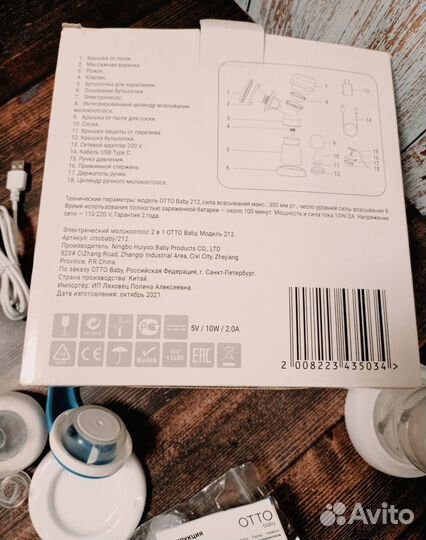 1. Крышка от пыли.
2. Массажная воронка.
3. Рожок.
4. Клапан.
5. Бутылочка для кормления.
6. Основание бутылочки.
7. Электронасос.
8. Интегрированный цилиндр всасывания
молокоотсоса.
9. Крышка от пыли для соски.
10. Соска.
11. Крышка защиты от перелива.
13. Сетевой адаптер 220 V.
14. Кабель USB Type C.
15. Ручка давления.
16. Прижимной стержень.
17. Держатель ручки.
18. Цилиндр ручного молокоотсоса.
Технические параметры: модель OTTO Baby 212, сила всасывания макс.: 300 мм рт., число уровней силы всасывания 9.
Время использования полностью заряженной батареи – около 100 минут. Мощность и сила тока 10W/2A. Напряжение
сети – 110-220 V. Гарантия 2 года.
Электрический молокоотсос 2 в 1 OTTO Baby, Модель 212.
Артикул: ottobaby/212.
Производитель: Ningbo Huiyoo Baby Products CO., LTD
523# CiZhang Road, Zhangqi Industrial Area, Cixi City, Zhejiang
Province, P.R.China.
По заказу OTTO Baby, Российская Федерация, г. Санкт-Петербург.
Страна производства: Китай
Импортер: ИП Ляховец Полина Алексеевна.
Дата изготовления: октябрь 2021.
5V / 10W / 2.0A
RoHS
ISO
13485
EAC
2 008223 435034 >
OTTO
baby
Avito